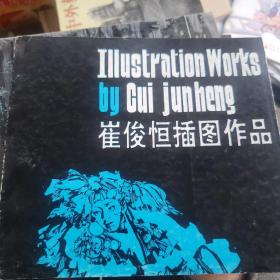 Illustration Works
by Cui junheng
崔俊恒插图作品